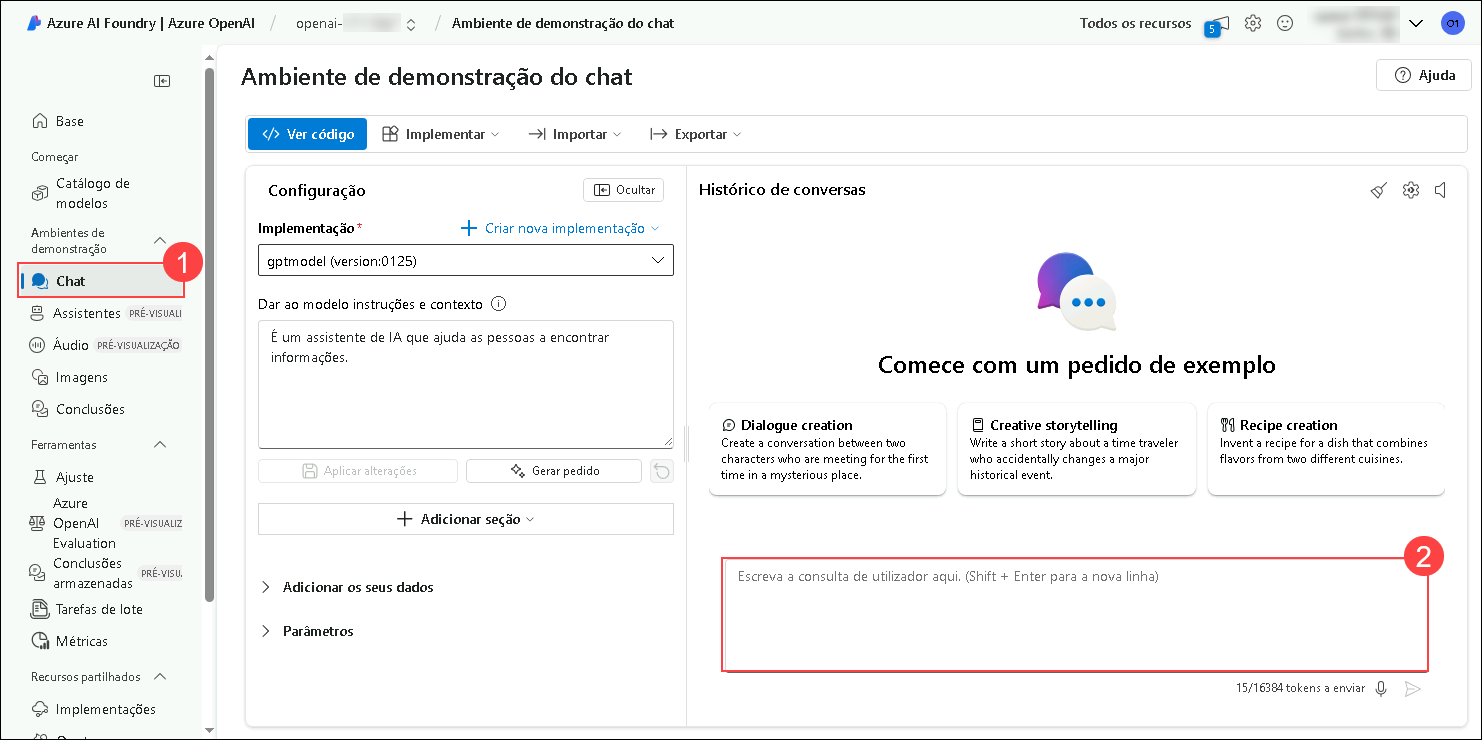 Azure AI Foundry | Azure OpenAI / openai- / Ambiente de demonstração do chat
Todos os recursos 5 O1
Base
Começar
Catálogo de
modelos
Ambientes de
demonstração
1
Chat
Assistentes PRÉ-VISUALI
Áudio PRÉ-VISUALIZAÇÃO
Imagens
Conclusões
Ferramentas
Ajuste
Azure
OpenAI PRÉ-VISUALIZ
Evaluation
Conclusões
armazenadas PRÉ-VISU.
Tarefas de lote
Métricas
Recursos partilhados
Implementações
Ambiente de demonstração do chat
Ajuda
Ver código Implementar Importar Exportar
Configuração Ocultar
Implementação* Criar nova implementação
gptmodel (version:0125)
Dar ao modelo instruções e contexto
É um assistente de IA que ajuda as pessoas a encontrar
informações.
Aplicar alterações Gerar pedido
Adicionar seção
Adicionar os seus dados
Parâmetros
Histórico de conversas
Comece com um pedido de exemplo
Dialogue creation
Create a conversation between two
characters who are meeting for the first
time in a mysterious place.
Creative storytelling
Write a short story about a time traveler
who accidentally changes a major
historical event.
Recipe creation
Invent a recipe for a dish that combines
flavors from two different cuisines.
2
Escreva a consulta de utilizador aqui. (Shift + Enter para a nova linha)
15/16384 tokens a enviar